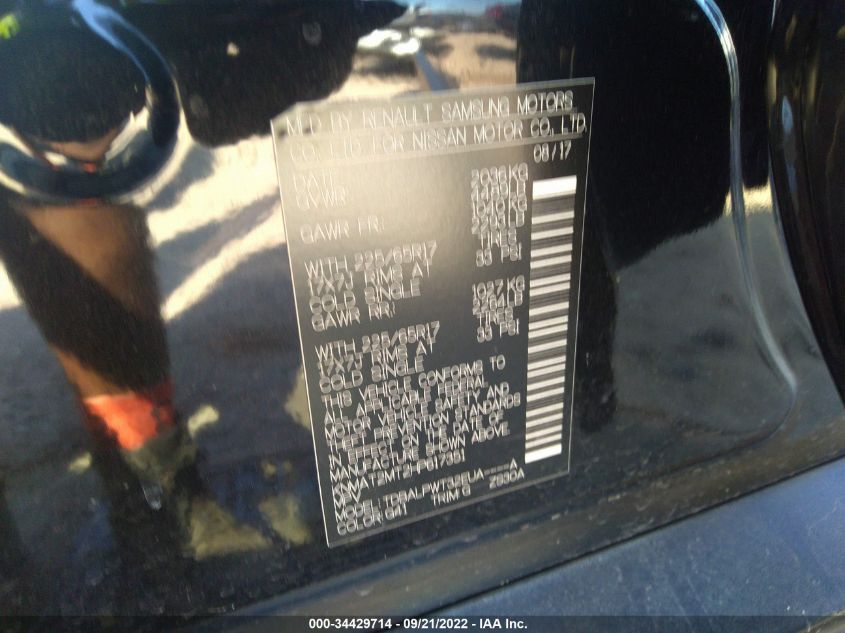 MFD BY RENAULT SAMSUNG MOTORS
CO., LTD. FOR NISSAN MOTOR CO., LTD.
DATE 08/17
GVWR: 2036KG
4489LB
GAWR FR: 1040KG
LB
WITH 225/65R17 TIRES
17X7J RIMS AT 33 PSI
COLD SINGLE
GAWR RR: 1027KG
2264LB
WITH 225/65R17 TIRES
17X7J RIMS AT 33 PSI
COLD SINGLE
THIS VEHICLE CONFORMS TO
ALL APPLICABLE FEDERAL
MOTOR VEHICLE SAFETY AND
THEFT PREVENTION STANDARDS
IN EFFECT ON THE DATE OF
MANUFACTURE SHOWN ABOVE.
KNMAT2MT2HP617351
MPV
MODEL:
COLOR: G41 TRIM: G
000-34429714 - 09/21/2022 - IAA Inc.